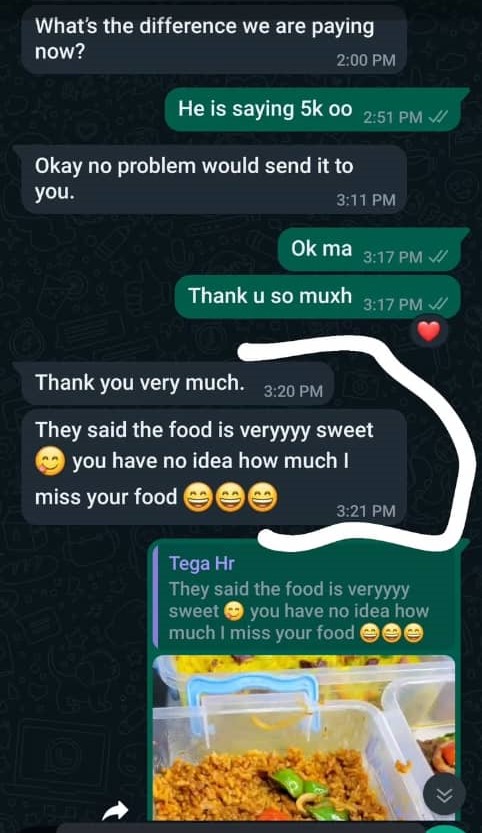 What's the difference we are paying
now?
2:00 PM
He is saying 5k oo 2:51 PM
Okay no problem would send it to
you.
3:11 PM
Ok ma 3:17 PM
Thank u so muxh 3:17 PM
Thank you very much. 3:20 PM
They said the food is veryyyy sweet
😋 you have no idea how much I
miss your food 😄😄😄
3:21 PM
Tega Hr
They said the food is veryyyy
sweet 😋 you have no idea how
much I miss your food 😄😄😄